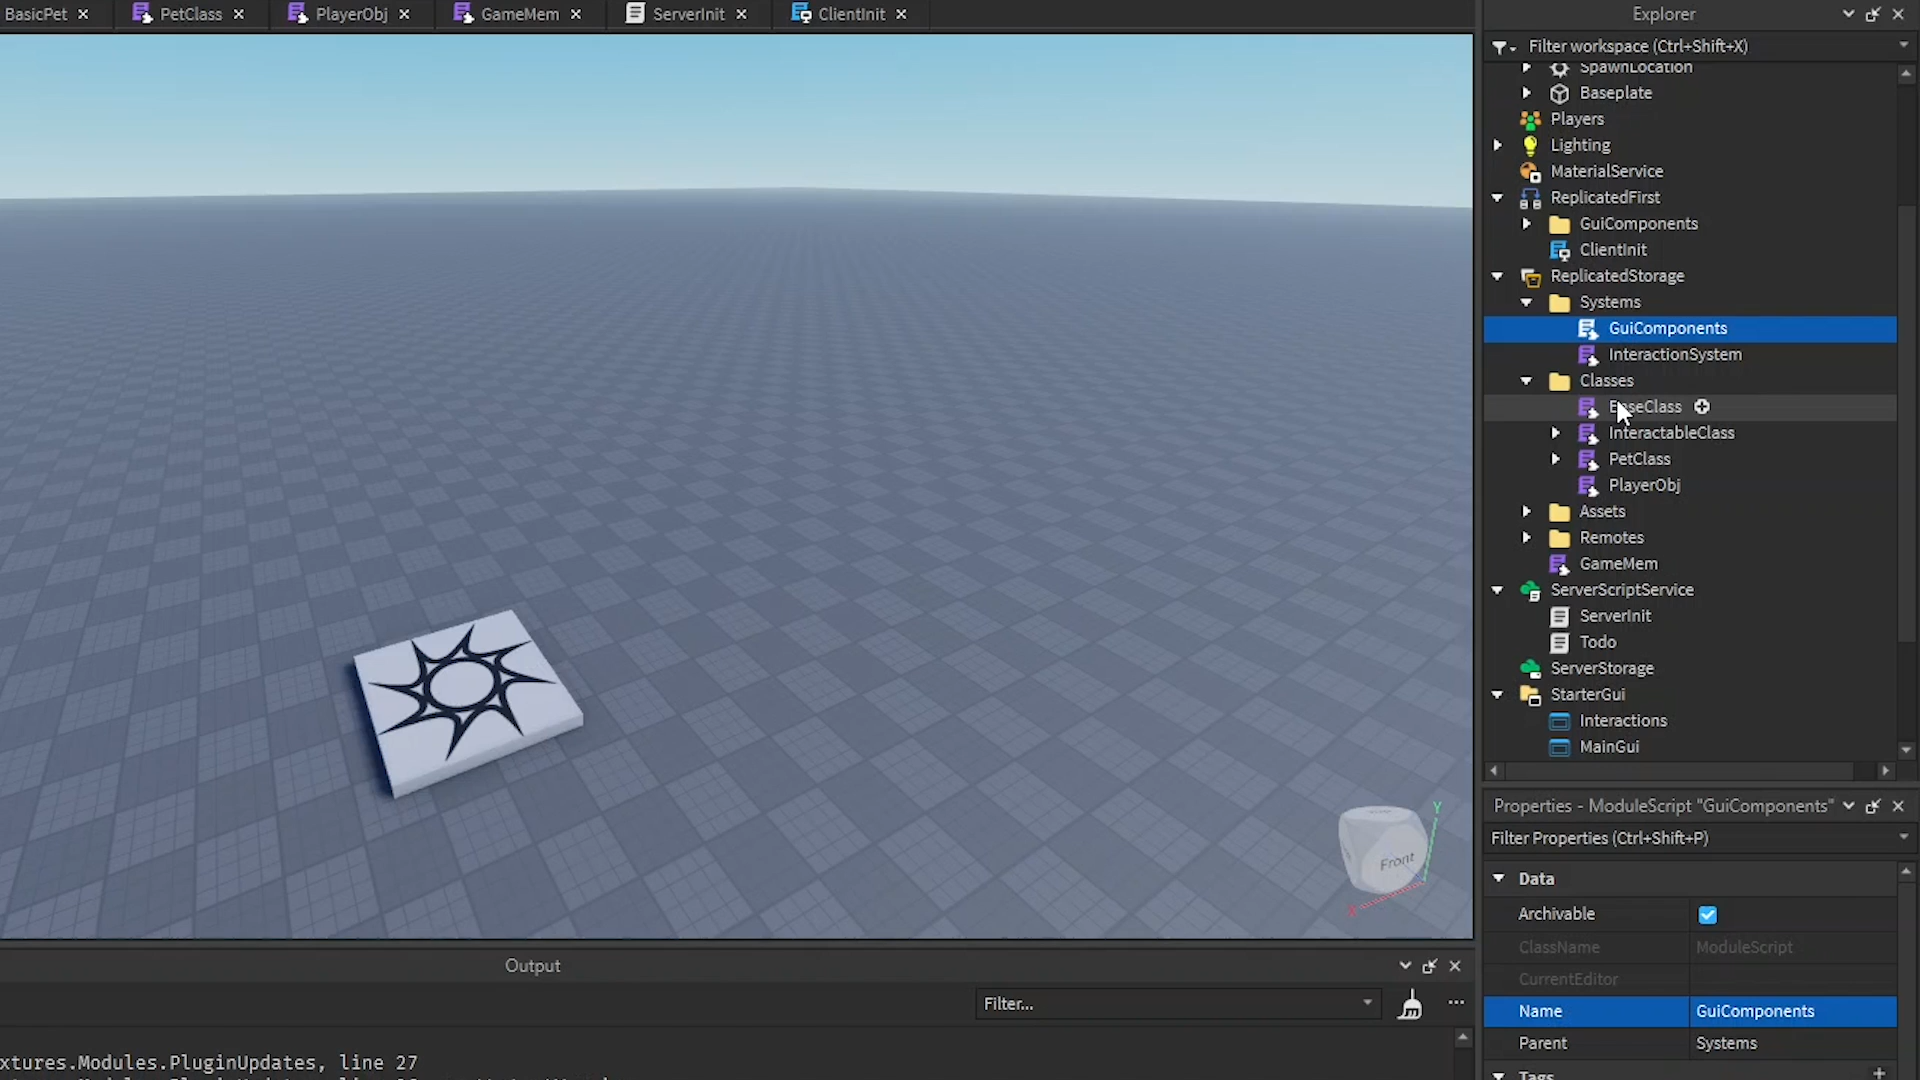 BasicPet
PetClass
PlayerObj
GameMem
ServerInit
ClientInit
Explorer
Filter workspace (Ctrl+Shift+X)
SpawnLocation
Baseplate
Players
Lighting
MaterialService
ReplicatedFirst
GuiComponents
ClientInit
ReplicatedStorage
Systems
GuiComponents
InteractionSystem
Classes
BaseClass
InteractableClass
PetClass
PlayerObj
Assets
Remotes
GameMem
ServerScriptService
ServerInit
Todo
ServerStorage
StarterGui
Interactions
MainGui
Front
Y
X
Properties - ModuleScript "GuiComponents"
Filter Properties (Ctrl+Shift+P)
Data
Archivable
ClassName ModuleScript
CurrentEditor
Name GuiComponents
Parent Systems
Tags
Output
Filter...
xtures.Modules.PluginUpdates, line 27